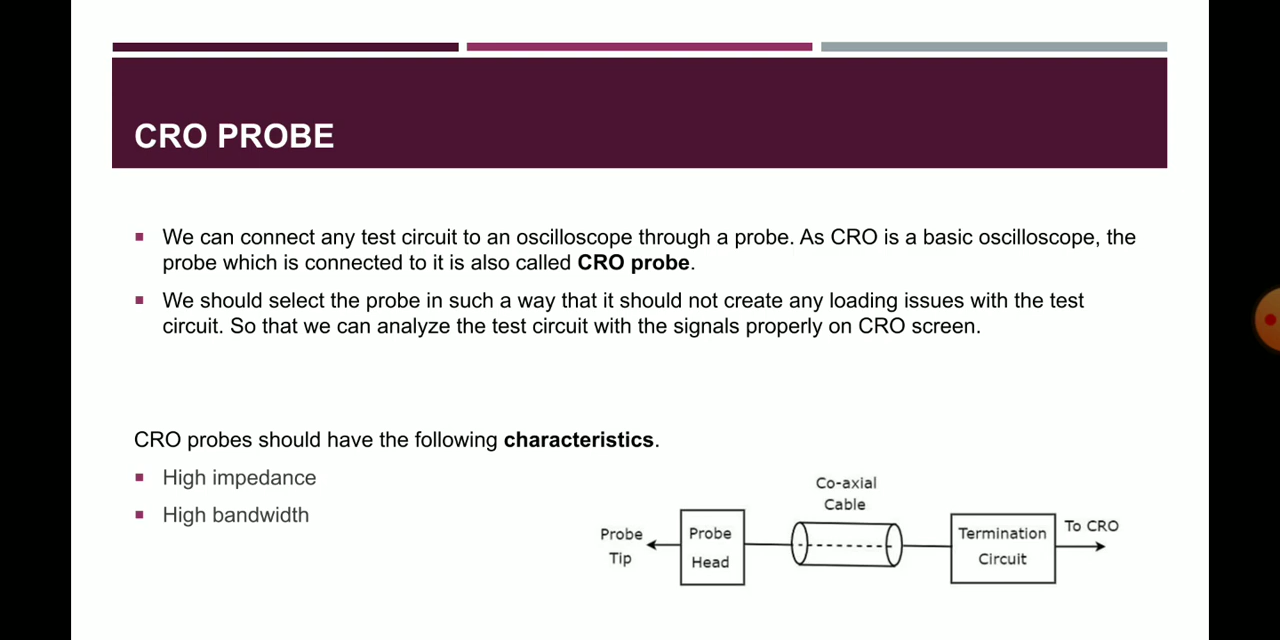 CRO PROBE
We can connect any test circuit to an oscilloscope through a probe. As CRO is a basic oscilloscope, the
probe which is connected to it is also called CRO probe.
We should select the probe in such a way that it should not create any loading issues with the test
circuit. So that we can analyze the test circuit with the signals properly on CRO screen.
CRO probes should have the following characteristics.
High impedance
High bandwidth
Probe
Tip
Probe
Head
Co-axial
Cable
Termination
Circuit
To CRO